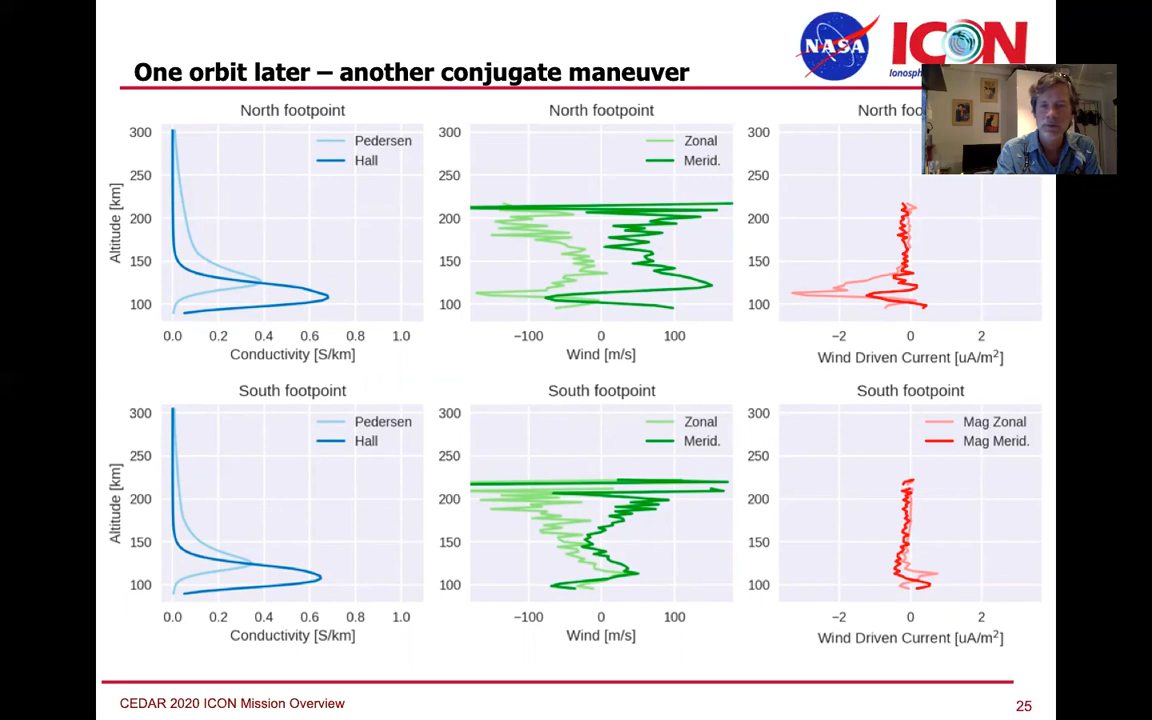 One orbit later – another conjugate maneuver
NASA
ICON
North footpoint
North footpoint
300
250
200
150
100
Altitude [km]
Pedersen
Hall
0.0 0.2 0.4 0.6 0.8 1.0
Conductivity [S/km]
300
250
200
150
100
Zonal
Merid.
−100 0 100
Wind [m/s]
300
250
200
150
100
−2 0 2
Wind Driven Current [uA/m2]
South footpoint
South footpoint
South footpoint
300
250
200
150
100
Altitude [km]
Pedersen
Hall
0.0 0.2 0.4 0.6 0.8 1.0
Conductivity [S/km]
300
250
200
150
100
Zonal
Merid.
−100 0 100
Wind [m/s]
300
250
200
150
100
Mag Zonal
Mag Merid.
−2 0 2
Wind Driven Current [uA/m2]
CEDAR 2020 ICON Mission Overview
25